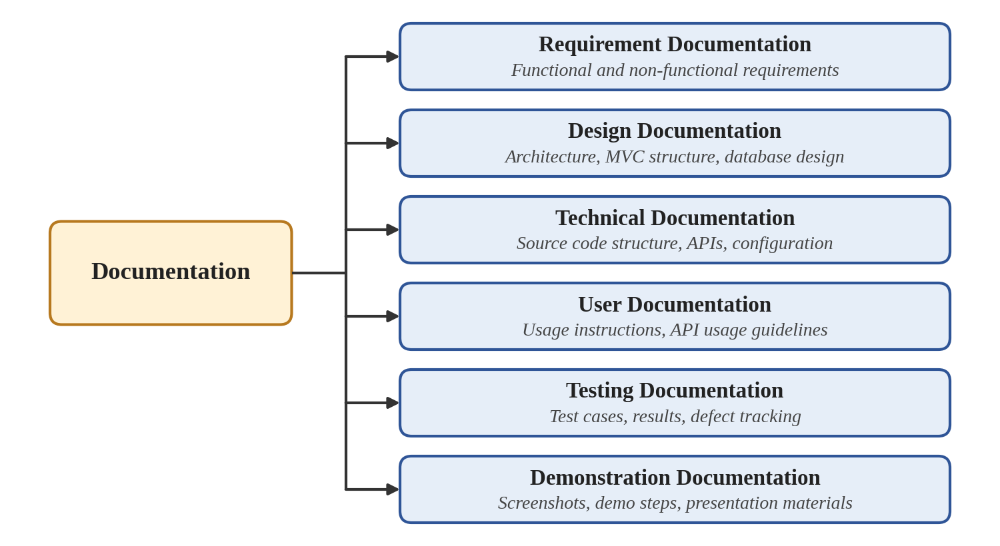 Documentation
Requirement Documentation
Functional and non-functional requirements
Design Documentation
Architecture, MVC structure, database design
Technical Documentation
Source code structure, APIs, configuration
User Documentation
Usage instructions, API usage guidelines
Testing Documentation
Test cases, results, defect tracking
Demonstration Documentation
Screenshots, demo steps, presentation materials